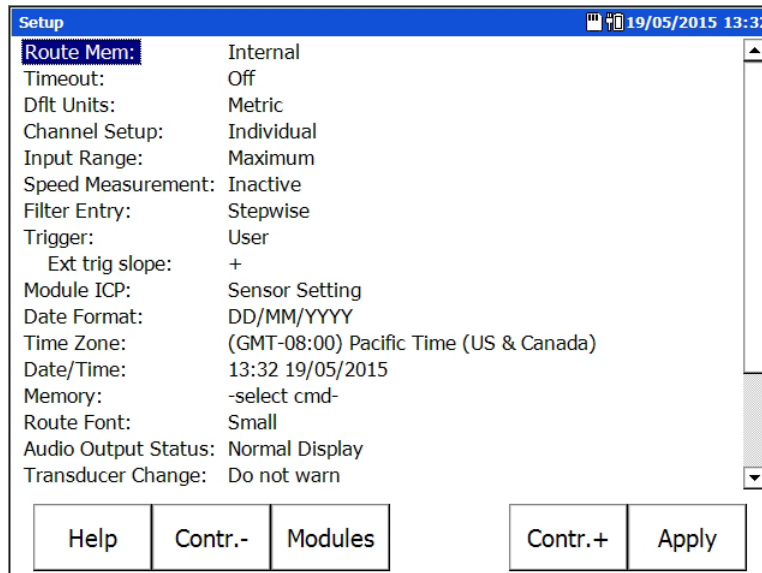 Setup 19/05/2015 13:32
Route Mem: Internal
Timeout: Off
Dflt Units: Metric
Channel Setup: Individual
Input Range: Maximum
Speed Measurement: Inactive
Filter Entry: Stepwise
Trigger: User
Ext trig slope: +
Module ICP: Sensor Setting
Date Format: DD/MM/YYYY
Time Zone: (GMT-08:00) Pacific Time (US & Canada)
Date/Time: 13:32 19/05/2015
Memory: -select cmd-
Route Font: Small
Audio Output Status: Normal Display
Transducer Change: Do not warn
Help Contr.- Modules Contr.+ Apply